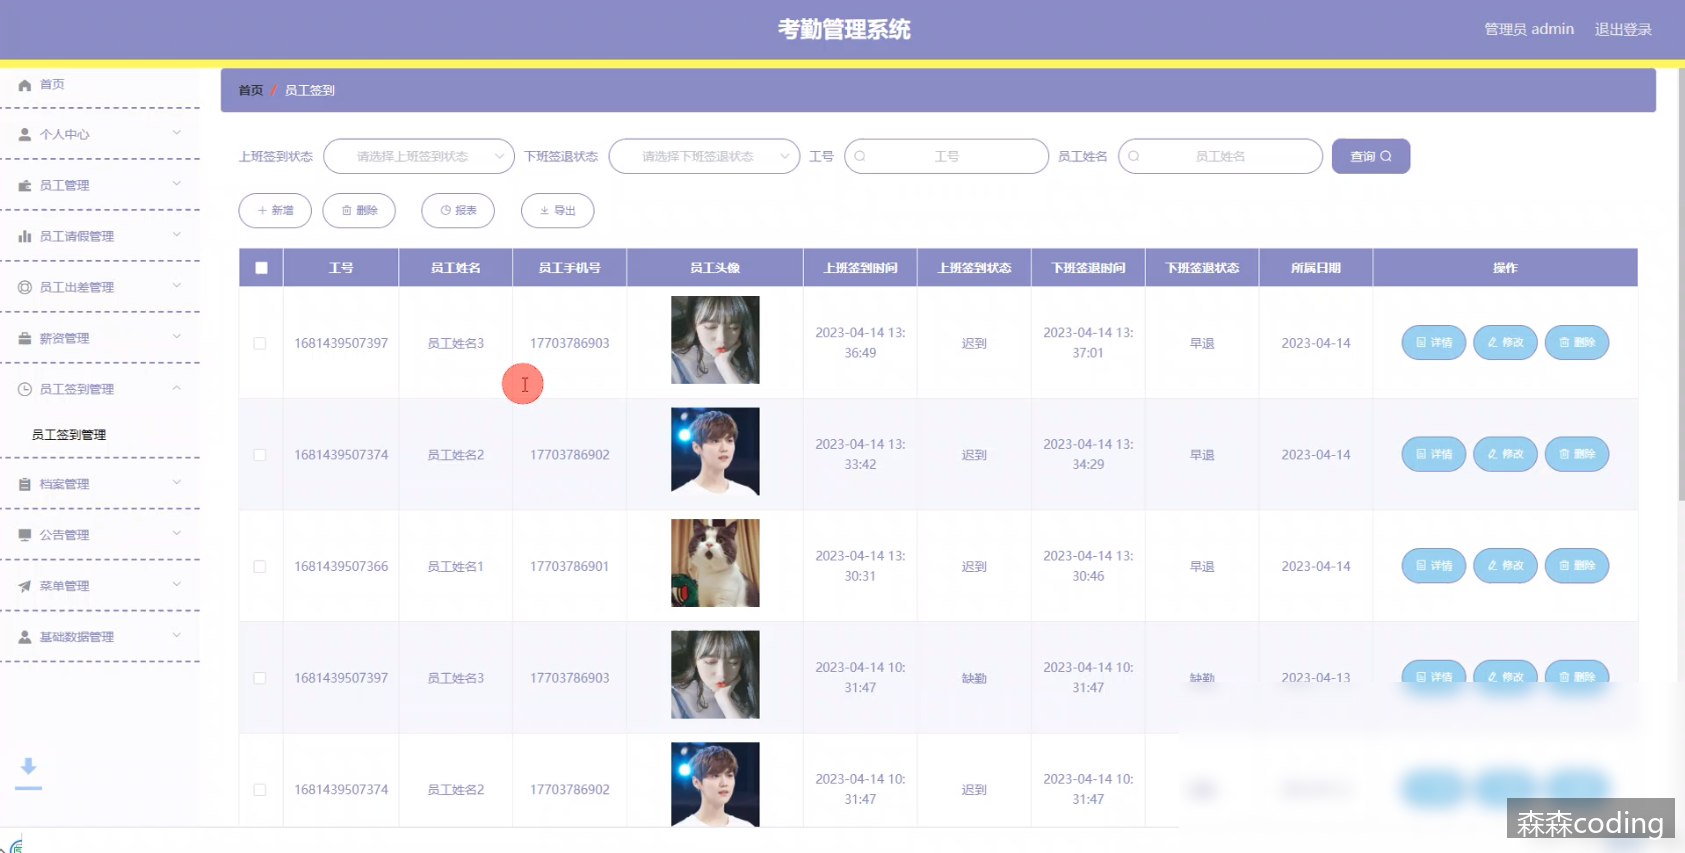 考勤管理系统
管理员 admin 退出登录
首页
个人中心
员工管理
员工请假管理
员工出差管理
薪资管理
员工签到管理
员工签到管理
档案管理
公告管理
菜单管理
基础数据管理
首页 / 员工签到
上班签到状态 请选择上班签到状态 下班签退状态 请选择下班签退状态 工号 工号 员工姓名 员工姓名 查询
新增 删除 报表 导出
工号 员工姓名 员工手机号 员工头像 上班签到时间 上班签到状态 下班签退时间 下班签退状态 所属日期 操作
1681439507397 员工姓名3 17703786903 2023-04-14 13:36:49 迟到 2023-04-14 13:37:01 早退 2023-04-14 详情 修改 删除
1681439507374 员工姓名2 17703786902 2023-04-14 13:33:42 迟到 2023-04-14 13:34:29 早退 2023-04-14 详情 修改 删除
1681439507366 员工姓名1 17703786901 2023-04-14 13:30:31 迟到 2023-04-14 13:30:46 早退 2023-04-14 详情 修改 删除
1681439507397 员工姓名3 17703786903 2023-04-14 10:31:47 缺勤 2023-04-14 10:31:47 缺勤 2023-04-13 详情 修改 删除
1681439507374 员工姓名2 17703786902 2023-04-14 10:31:47 迟到 2023-04-14 10:31:47
森森coding